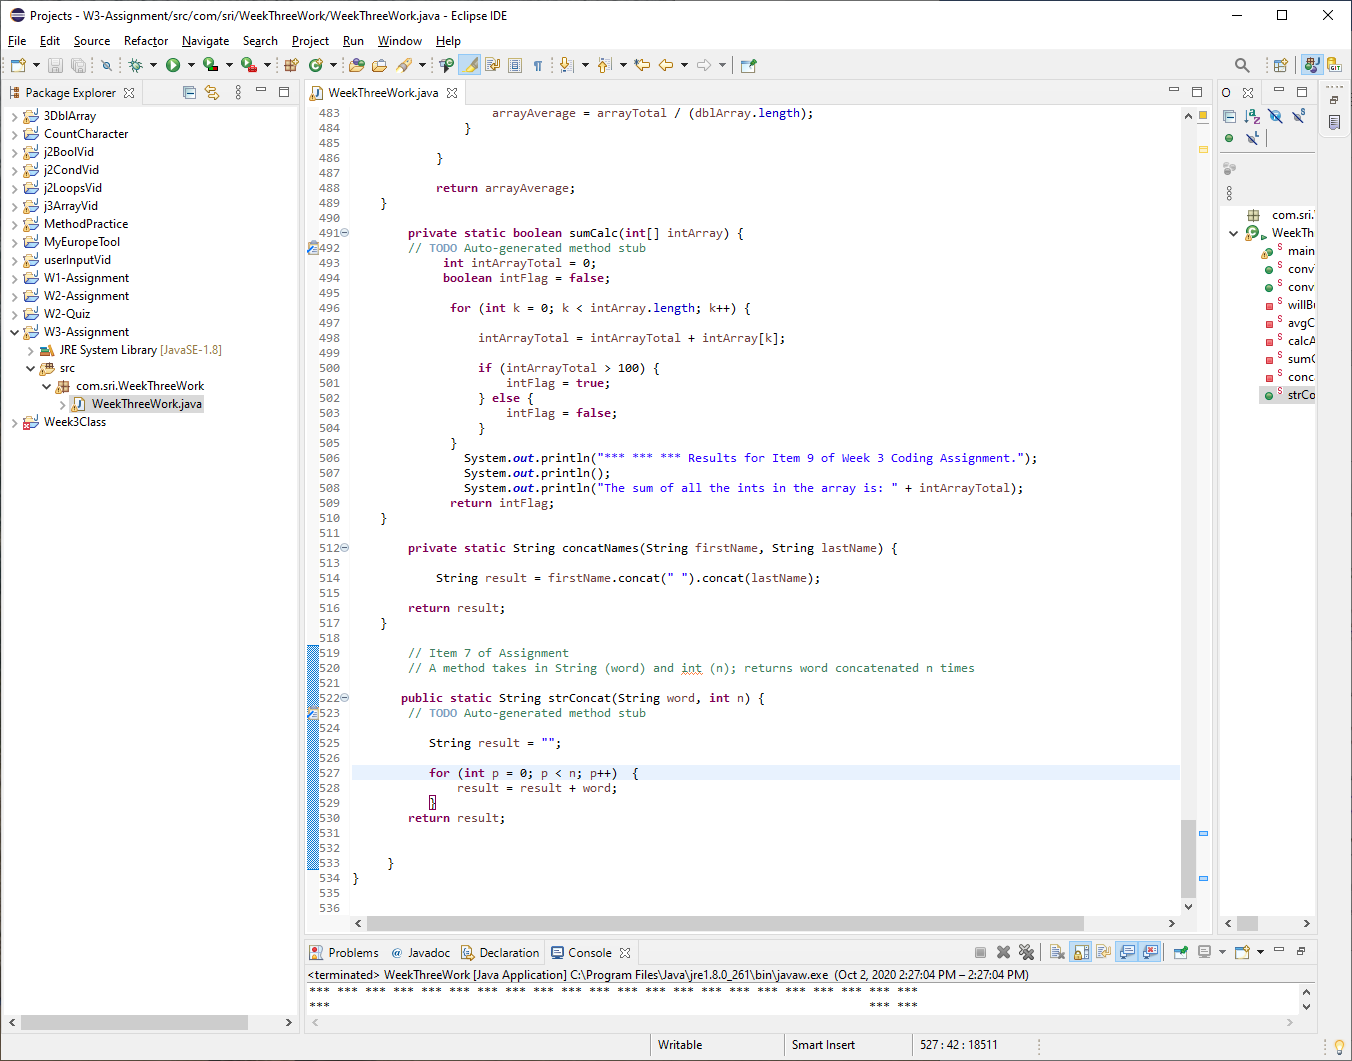 Projects - W3-Assignment/src/com/sri/WeekThreeWork/WeekThreeWork.java - Eclipse IDE
File Edit Source Refactor Navigate Search Project Run Window Help
Package Explorer
3DblArray
CountCharacter
j2BoolVid
j2CondVid
j2LoopsVid
j3ArrayVid
MethodPractice
MyEuropeTool
userInputVid
W1-Assignment
W2-Assignment
W2-Quiz
W3-Assignment
JRE System Library [JavaSE-1.8]
src
com.sri.WeekThreeWork
WeekThreeWork.java
Week3Class
WeekThreeWork.java
483 arrayAverage = arrayTotal / (dblArray.length);
484 }
485
486 }
487
488 return arrayAverage;
489 }
490
491 private static boolean sumCalc(int[] intArray) {
492 // TODO Auto-generated method stub
493 int intArrayTotal = 0;
494 boolean intFlag = false;
495
496 for (int k = 0; k < intArray.length; k++) {
497
498 intArrayTotal = intArrayTotal + intArray[k];
499
500 if (intArrayTotal > 100) {
501 intFlag = true;
502 } else {
503 intFlag = false;
504 }
505 }
506 System.out.println("*** *** *** Results for Item 9 of Week 3 Coding Assignment.");
507 System.out.println();
508 System.out.println("The sum of all the ints in the array is: " + intArrayTotal);
509 return intFlag;
510 }
511
512 private static String concatNames(String firstName, String lastName) {
513
514 String result = firstName.concat(" ").concat(lastName);
515
516 return result;
517 }
518
519 // Item 7 of Assignment
520 // A method takes in String (word) and int (n); returns word concatenated n times
521
522 public static String strConcat(String word, int n) {
523 // TODO Auto-generated method stub
524
525 String result = "";
526
527 for (int p = 0; p < n; p++) {
528 result = result + word;
529 }
530 return result;
531
532
533 }
534 }
535
536
O
com.sri.
WeekTh
main
conv
conv
willBu
avgC
calcA
sumC
conc
strCo
Problems @ Javadoc Declaration Console
<terminated> WeekThreeWork [Java Application] C:\Program Files\Java\jre1.8.0_261\bin\javaw.exe (Oct 2, 2020 2:27:04 PM – 2:27:04 PM)
*** *** *** *** *** *** *** *** *** *** *** *** *** *** *** *** *** *** *** *** *** ***
*** *** ***
Writable Smart Insert 527 : 42 : 18511